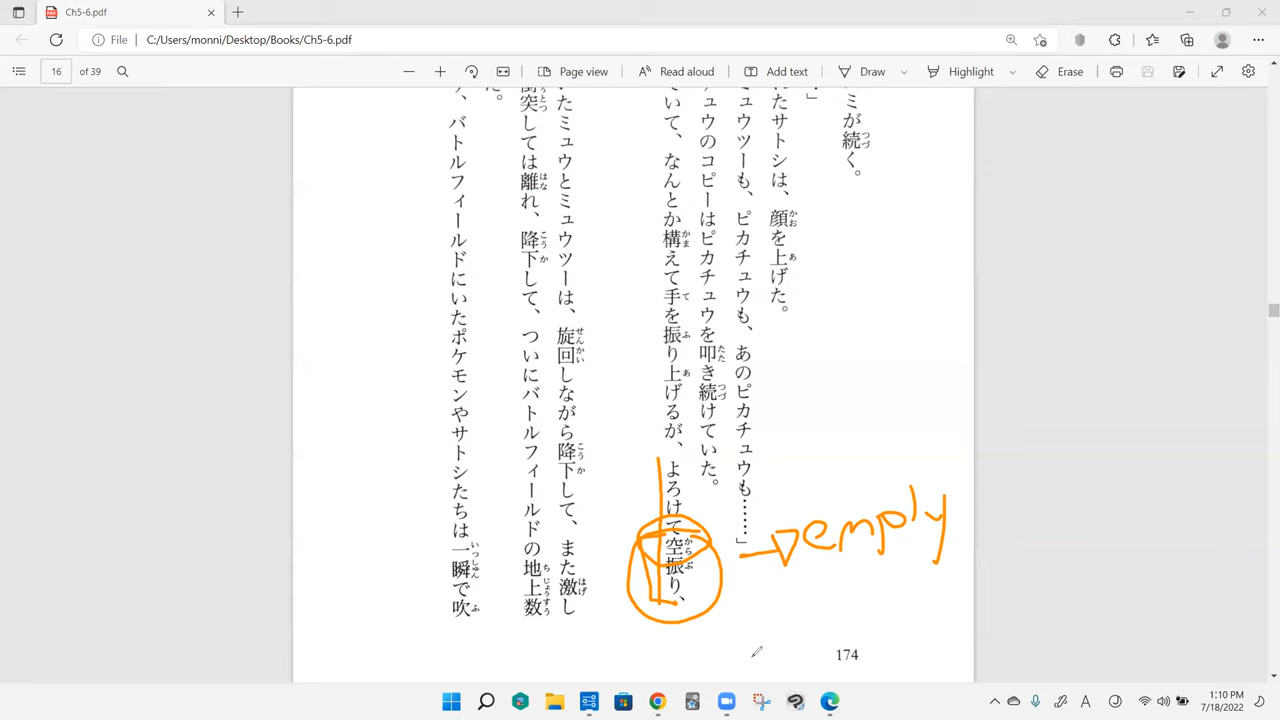 Ch5-6.pdf
File
C:/Users/monni/Desktop/Books/Ch5-6.pdf
16
of 39
Page view
Read aloud
Add text
Draw
Highlight
Erase
ミが続く。
」
たサトシは、顔を上げた。
ミュウツーも、ピカチュウも、あのピカチュウも……」
チュウのコピーはピカチュウを叩き続けていた。
ていて、なんとか構えて手を振り上げるが、よろけて空振り、
いたミュウとミュウツーは、旋回しながら降下して、また激し
衝突しては離れ、降下して、ついにバトルフィールドの地上数
た。
、バトルフィールドにいたポケモンやサトシたちは一瞬で吹
emply
174
1:10 PM
7/18/2022